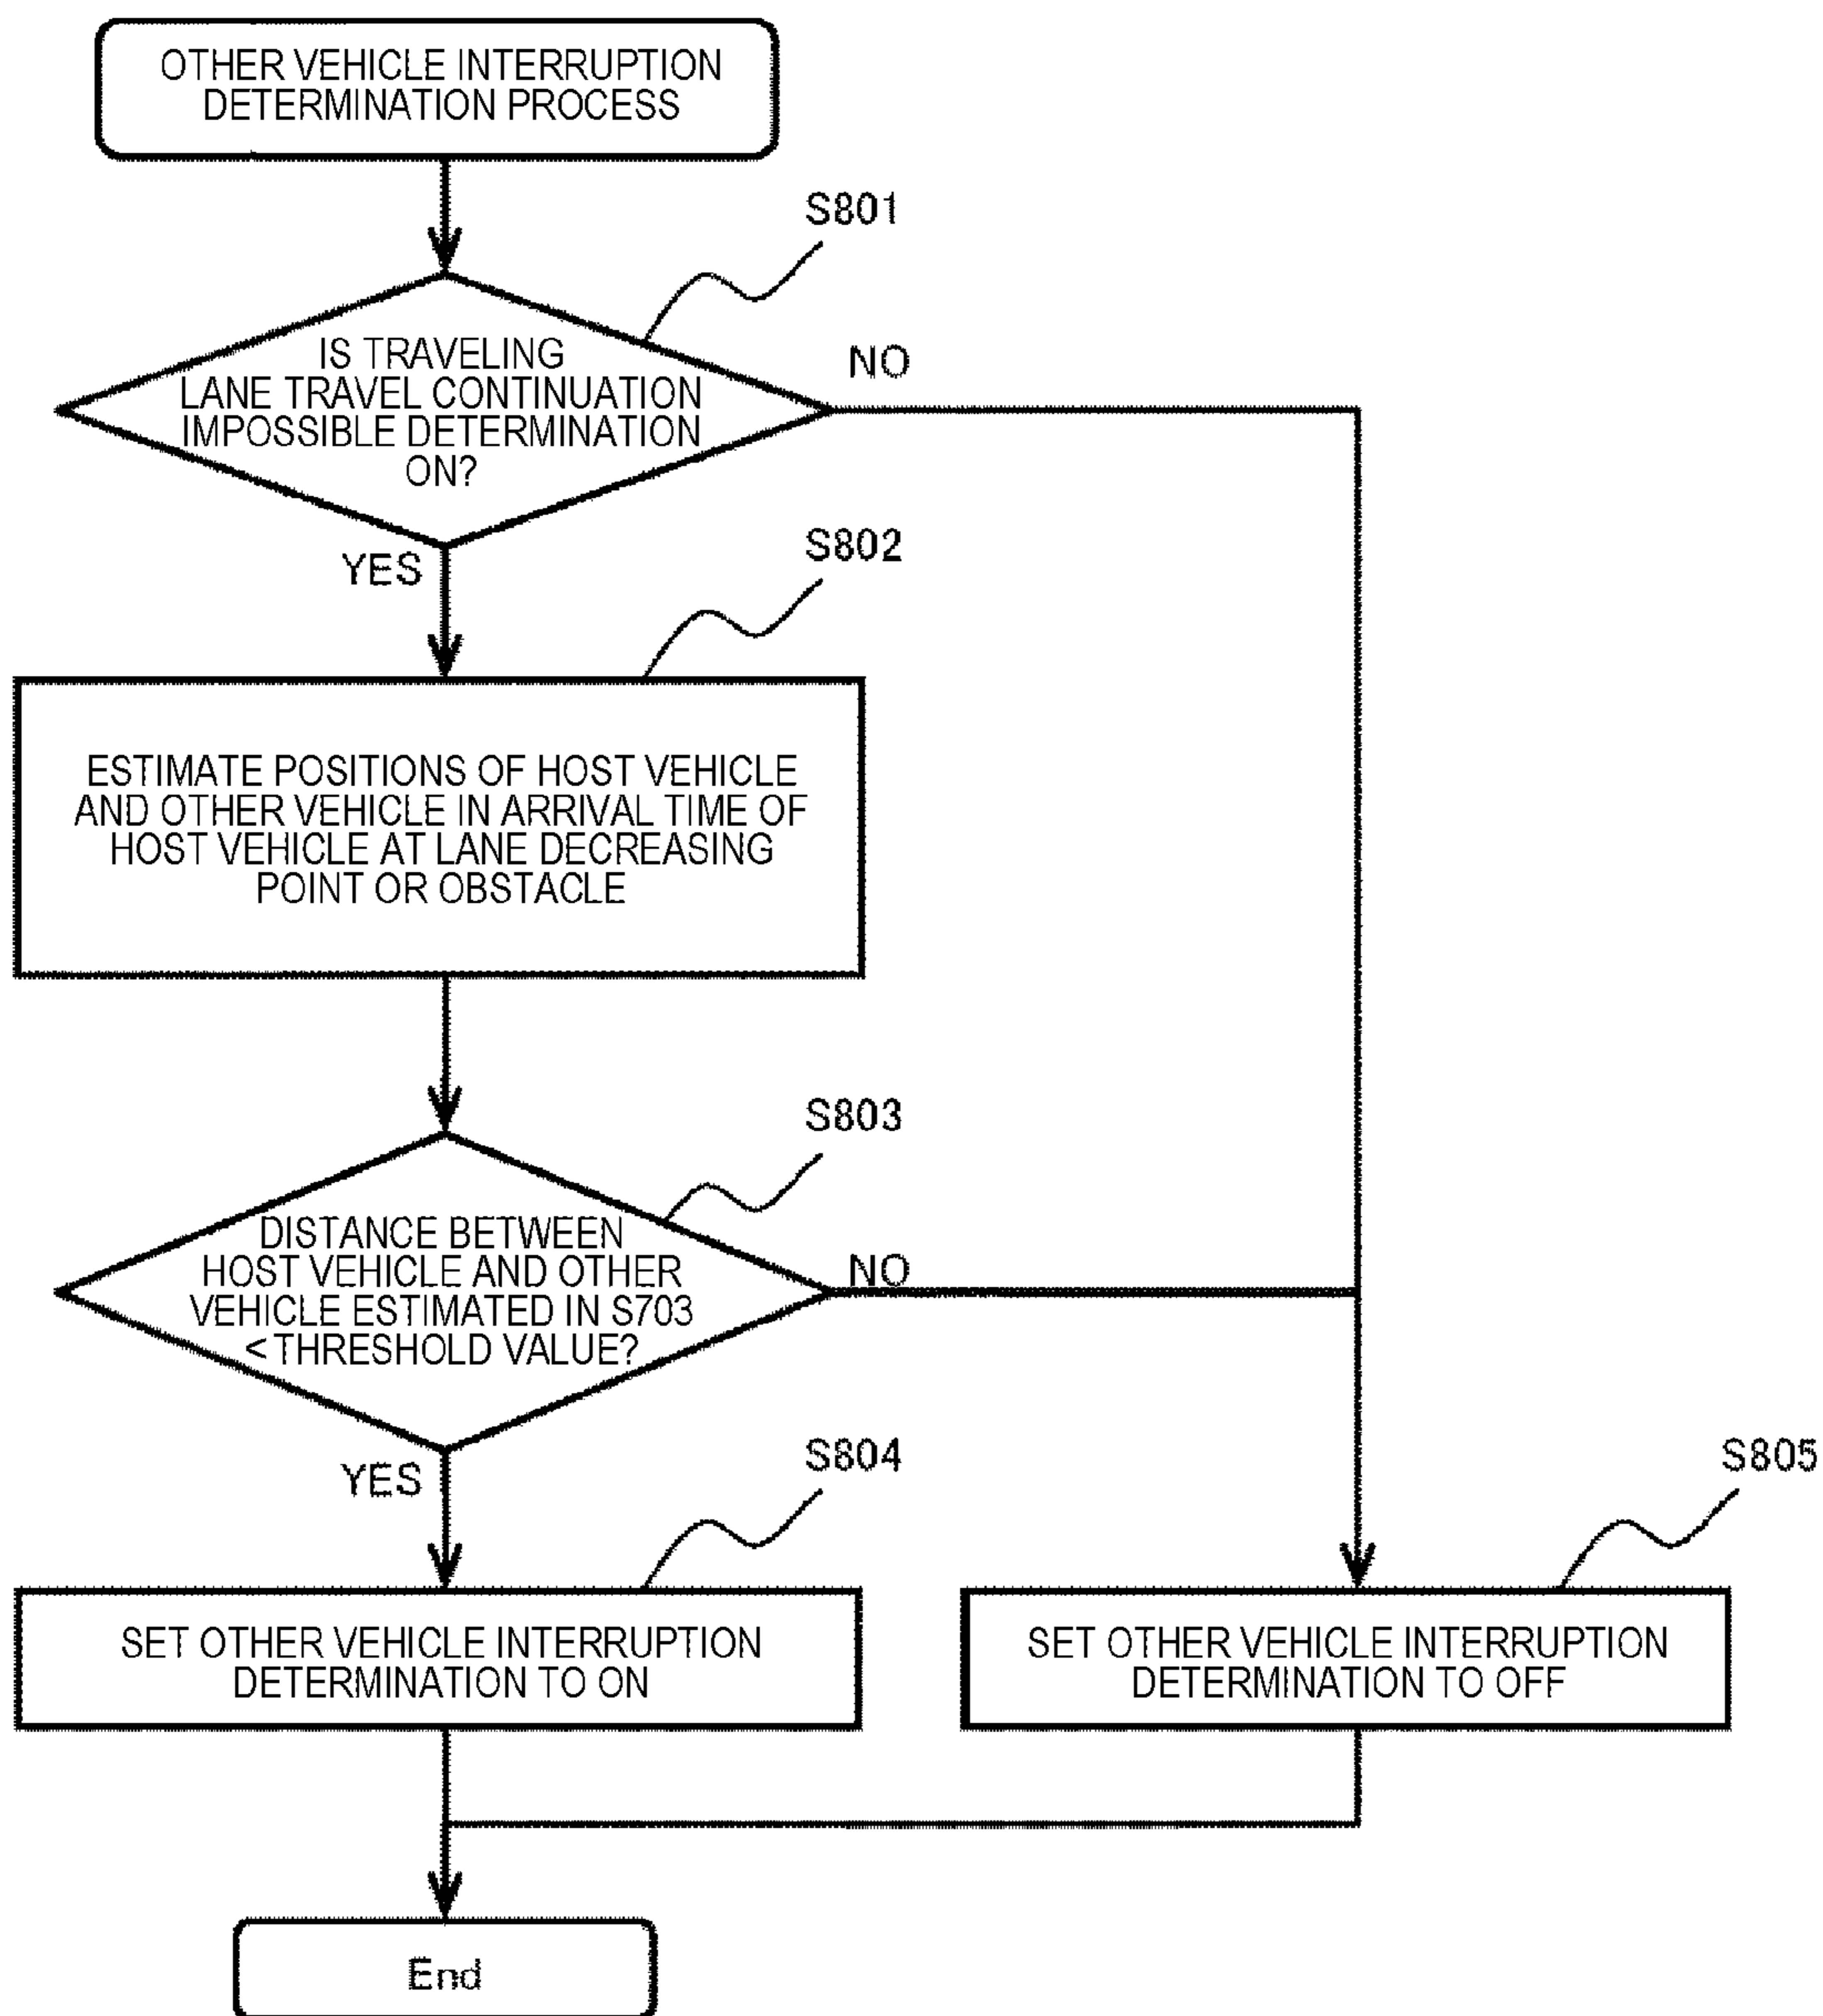 OTHER VEHICLE INTERRUPTION
DETERMINATION PROCESS
S801
IS TRAVELING
LANE TRAVEL CONTINUATION
IMPOSSIBLE DETERMINATION
ON?
NO
YES
S802
ESTIMATE POSITIONS OF HOST VEHICLE
AND OTHER VEHICLE IN ARRIVAL TIME OF
HOST VEHICLE AT LANE DECREASING
POINT OR OBSTACLE
S803
DISTANCE BETWEEN
HOST VEHICLE AND OTHER
VEHICLE ESTIMATED IN S703
< THRESHOLD VALUE?
NO
YES
S804
SET OTHER VEHICLE INTERRUPTION
DETERMINATION TO ON
S805
SET OTHER VEHICLE INTERRUPTION
DETERMINATION TO OFF
End